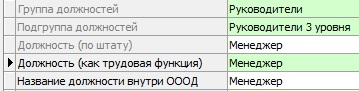 Группа должностей Руководители
Подгруппа должностей Руководители 3 уровня
Должность (по штату) Менеджер
Должность (как трудовая функция) Менеджер
Название должности внутри ОООД Менеджер